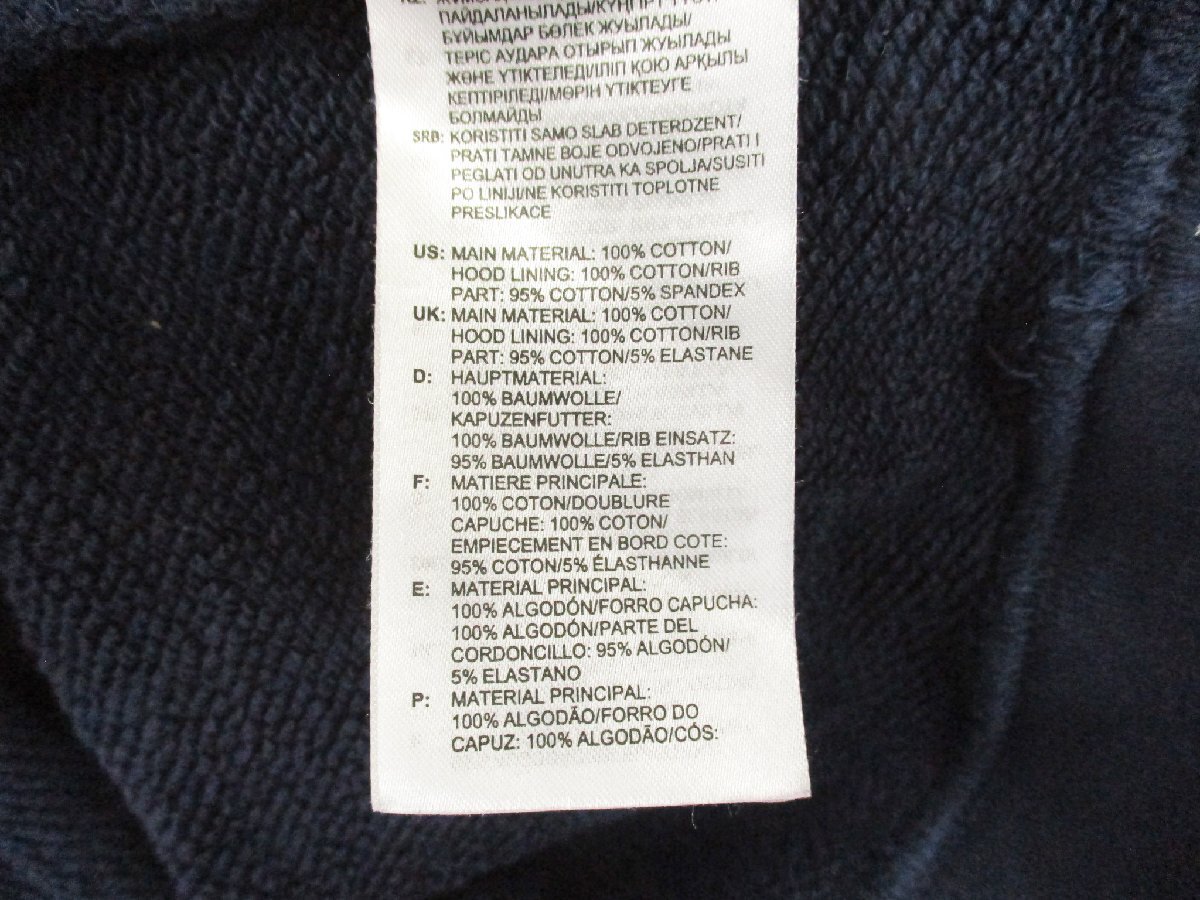 ПАЙДАЛАНЫЛАДЫ/КҮҢГІРТ ТҮСТІ
БҰЙЫМДАР БӨЛЕК ЖУЫЛАДЫ/
ТЕРІС АУДАРА ОТЫРЫП ЖУЫЛАДЫ
ЖӘНЕ ҮТІКТЕЛЕДІ/ІЛІП ҚОЮ АРҚЫЛЫ
КЕПТІРІЛЕДІ/МӨРІН ҮТІКТЕУГЕ
БОЛМАЙДЫ
SRB: KORISTITI SAMO SLAB DETERDZENT/
PRATI TAMNE BOJE ODVOJENO/PRATI I
PEGLATI OD UNUTRA KA SPOLJA/SUSITI
PO LINIJI/NE KORISTITI TOPLOTNE
PRESLIKACE
US: MAIN MATERIAL: 100% COTTON/
HOOD LINING: 100% COTTON/RIB
PART: 95% COTTON/5% SPANDEX
UK: MAIN MATERIAL: 100% COTTON/
HOOD LINING: 100% COTTON/RIB
PART: 95% COTTON/5% ELASTANE
D: HAUPTMATERIAL:
100% BAUMWOLLE/
KAPUZENFUTTER:
100% BAUMWOLLE/RIB EINSATZ:
95% BAUMWOLLE/5% ELASTHAN
F: MATIERE PRINCIPALE:
100% COTON/DOUBLURE
CAPUCHE: 100% COTON/
EMPIECEMENT EN BORD COTE:
95% COTON/5% ÉLASTHANNE
E: MATERIAL PRINCIPAL:
100% ALGODÓN/FORRO CAPUCHA:
100% ALGODÓN/PARTE DEL
CORDONCILLO: 95% ALGODÓN/
5% ELASTANO
P: MATERIAL PRINCIPAL:
100% ALGODÃO/FORRO DO
CAPUZ: 100% ALGODÃO/CÓS: